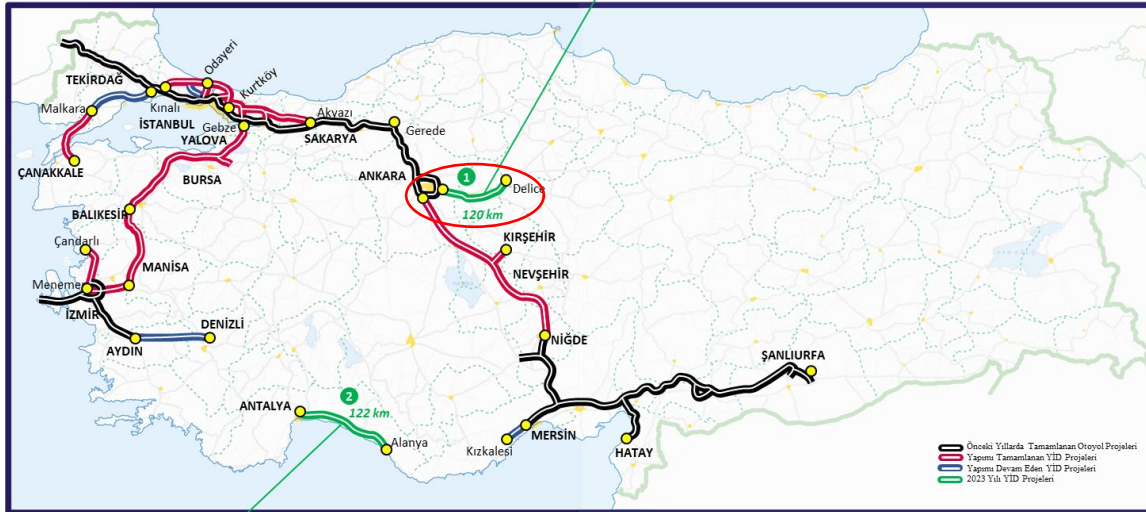 Odayeri
TEKİRDAĞ
Kurtköy
Malkara
Kınalı
Akyazı
İSTANBUL
Gebze
YALOVA
SAKARYA
Gerede
ÇANAKKALE
BURSA
ANKARA
1
Delice
120 km
BALIKESİR
Çandarlı
KIRŞEHİR
MANİSA
NEVŞEHİR
Menemen
İZMİR
DENİZLİ
AYDIN
NİĞDE
ŞANLIURFA
2
ANTALYA
122 km
Alanya
MERSİN
Kızkalesi
HATAY
Önceki Yıllarda Tamamlanan Otoyol Projeleri
Yapımı Tamamlanan YİD Projeleri
Yapımı Devam Eden YİD Projeleri
2023 Yılı YİD Projeleri